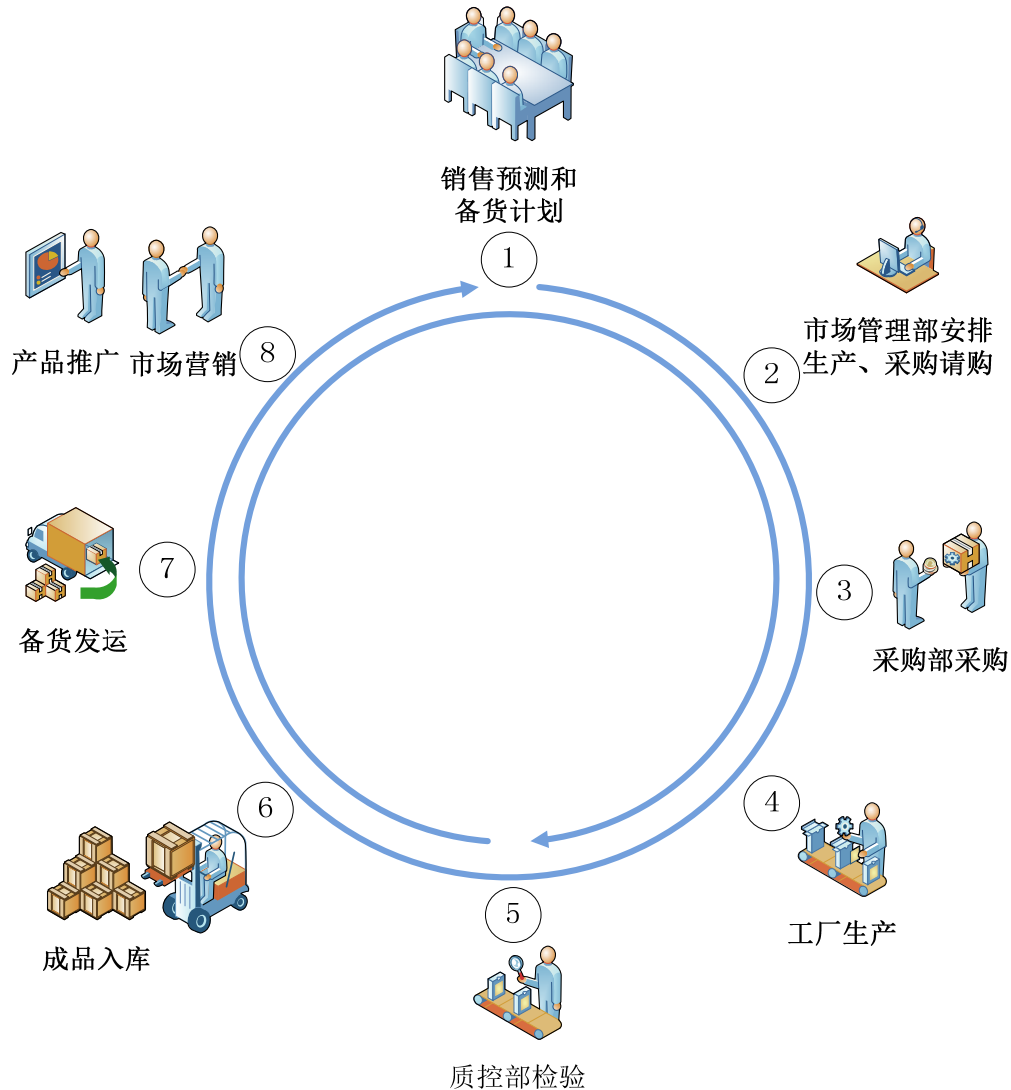 销售预测和
备货计划
1
市场管理部安排
生产、采购请购
2
采购部采购
3
工厂生产
4
5
质控部检验
6
成品入库
7
备货发运
8
产品推广 市场营销